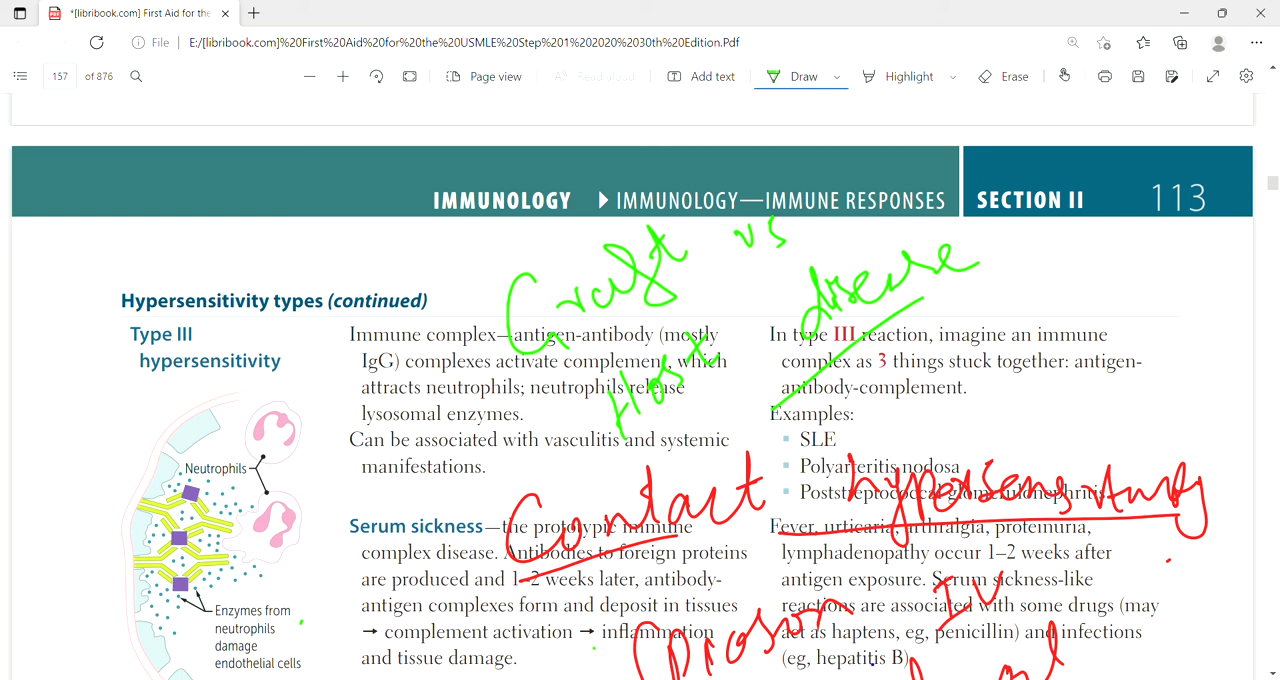 *[libribook.com] First Aid for the
File E:/[libribook.com]%20First%20Aid%20for%20the%20USMLE%20Step%201%202020%2030th%20Edition.Pdf
157 of 876 Page view Read aloud Add text Draw Highlight Erase
IMMUNOLOGY ▶ IMMUNOLOGY—IMMUNE RESPONSES SECTION II 113
Graft vs
Host
disease
Hypersensitivity types (continued)
Type III
hypersensitivity
Neutrophils
Enzymes from
neutrophils
damage
endothelial cells
Immune complex—antigen-antibody (mostly
IgG) complexes activate complement, which
attracts neutrophils; neutrophils release
lysosomal enzymes.
Can be associated with vasculitis and systemic
manifestations.
In type III reaction, imagine an immune
complex as 3 things stuck together: antigen-
antibody-complement.
Examples:
▪ SLE
▪ Polyarteritis nodosa
▪ Poststreptococcal glomerulonephritis
Contact hypersensitivity
IV
Serum sickness—the prototypic immune
complex disease. Antibodies to foreign proteins
are produced and 1–2 weeks later, antibody-
antigen complexes form and deposit in tissues
→ complement activation → inflammation
and tissue damage.
Fever, urticaria, arthralgia, proteinuria,
lymphadenopathy occur 1–2 weeks after
antigen exposure. Serum sickness-like
reactions are associated with some drugs (may
act as haptens, eg, penicillin) and infections
(eg, hepatitis B).